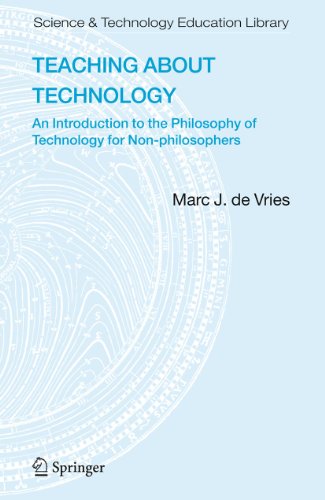 Science & Technology Education Library
TEACHING ABOUT
TECHNOLOGY
An Introduction to the Philosophy of
Technology for Non-philosophers
Marc J. de Vries
GEMINI
Springer